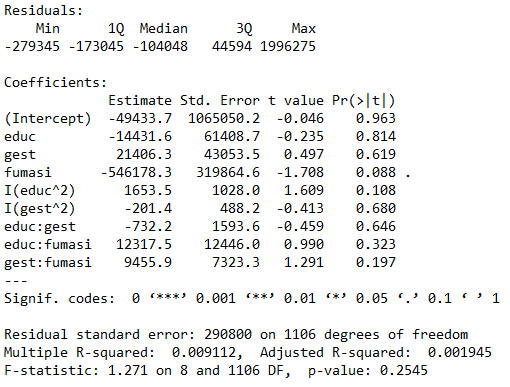 Residuals:
    Min      1Q  Median      3Q     Max
-279345 -173045 -104048   44594 1996275
Coefficients:
              Estimate Std. Error t value Pr(>|t|)
(Intercept)   -49433.7  1065050.2  -0.046    0.963
educ          -14431.6    61408.7  -0.235    0.814
gest           21406.3    43053.5   0.497    0.619
fumasi       -546178.3   319864.6  -1.708    0.088 .
I(educ^2)       1653.5     1028.0   1.609    0.108
I(gest^2)       -201.4      488.2  -0.413    0.680
educ:gest       -732.2     1593.6  -0.459    0.646
educ:fumasi    12317.5    12446.0   0.990    0.323
gest:fumasi     9455.9     7323.3   1.291    0.197
---
Signif. codes:  0 ‘***’ 0.001 ‘**’ 0.01 ‘*’ 0.05 ‘.’ 0.1 ‘ ’ 1
Residual standard error: 290800 on 1106 degrees of freedom
Multiple R-squared:  0.009112,  Adjusted R-squared:  0.001945
F-statistic: 1.271 on 8 and 1106 DF,  p-value: 0.2545